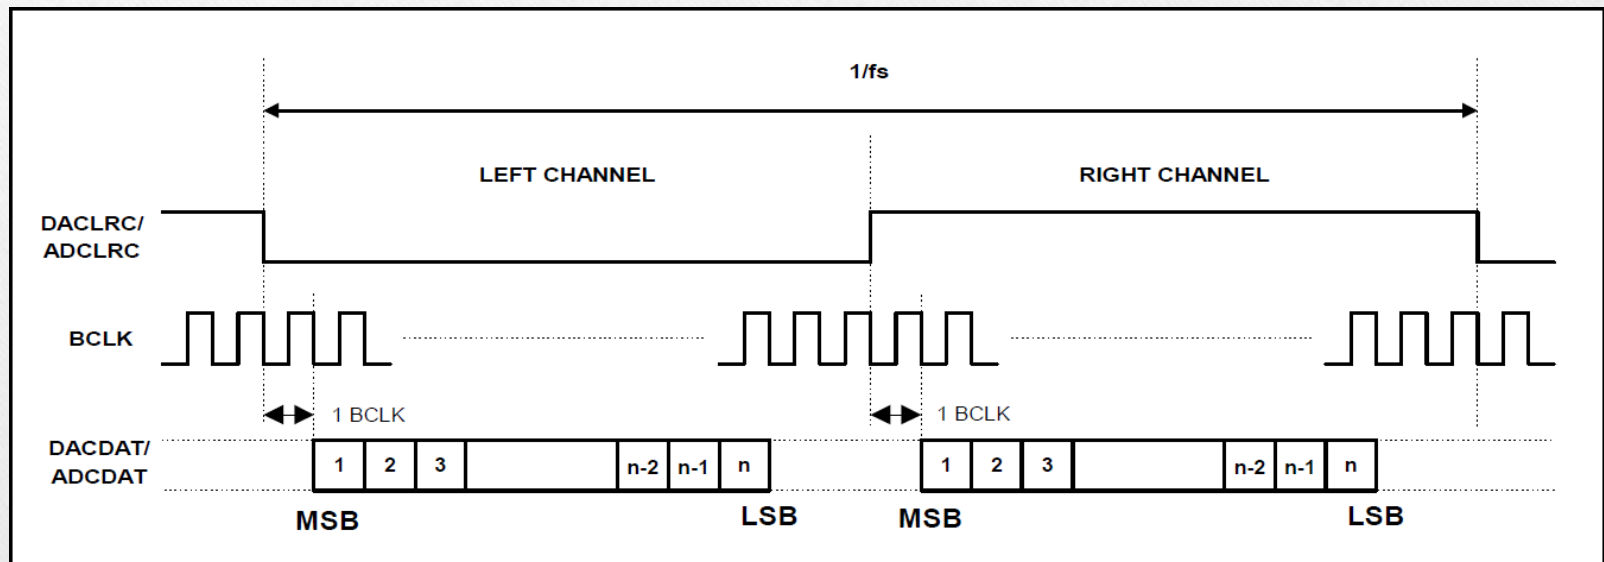 1/fs
LEFT CHANNEL
RIGHT CHANNEL
DACLRC/
ADCLRC
BCLK
1 BCLK
1 BCLK
DACDAT/
ADCDAT
1 2 3 n-2 n-1 n
1 2 3 n-2 n-1 n
MSB
LSB
MSB
LSB